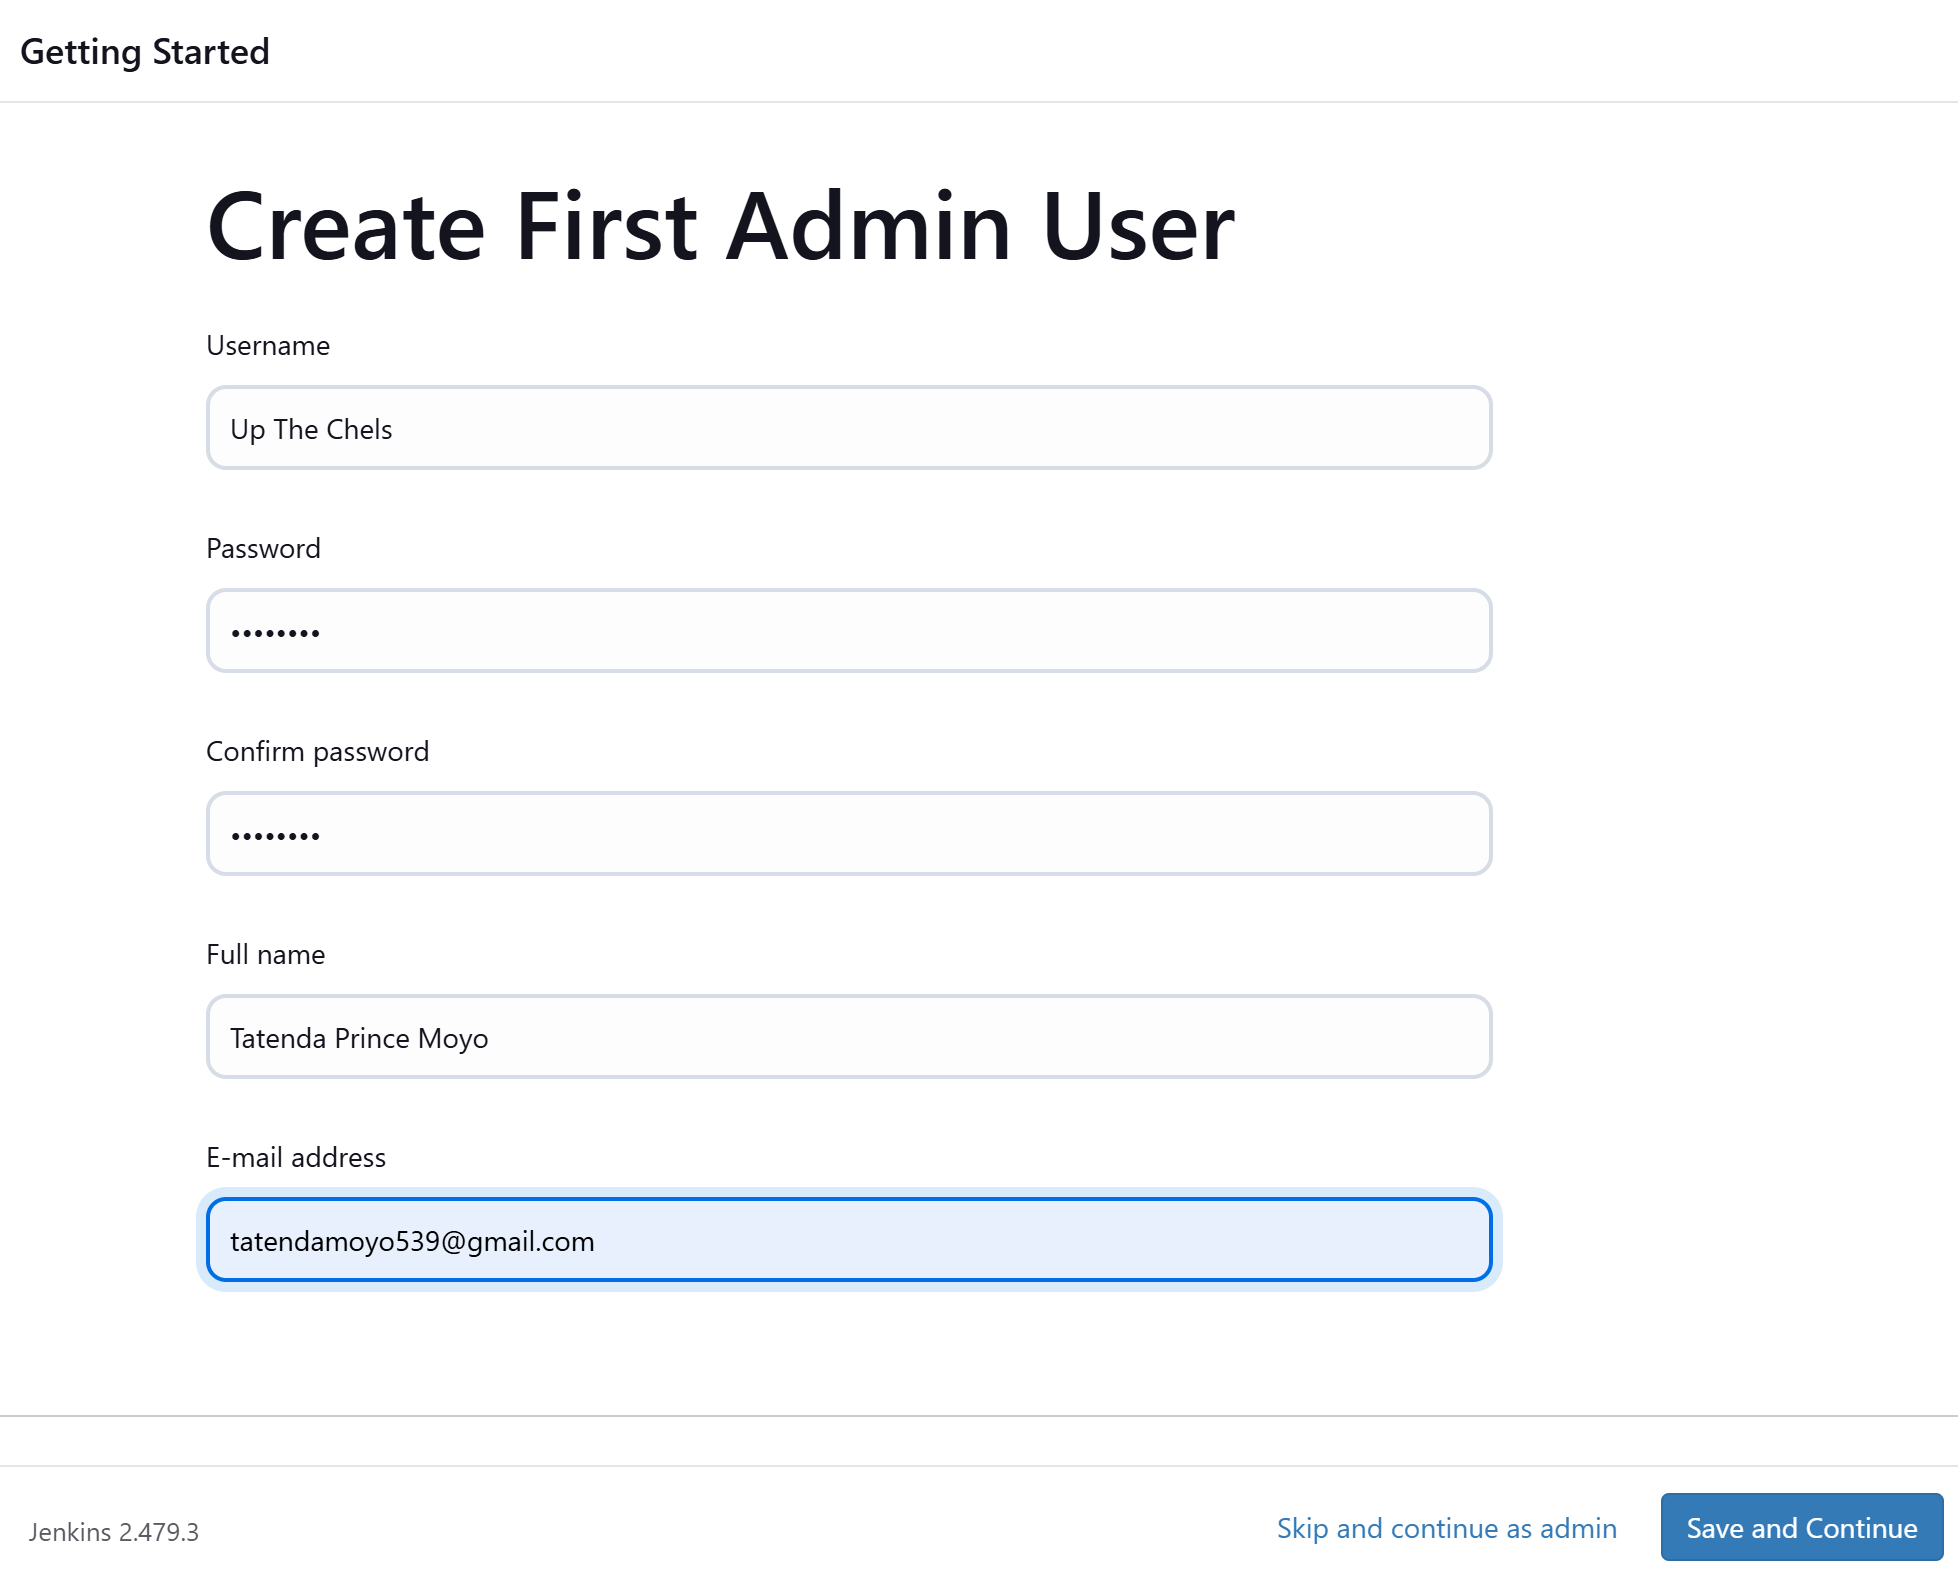 Getting Started
Create First Admin User
Username
Up The Chels
Password
••••••••
Confirm password
••••••••
Full name
Tatenda Prince Moyo
E-mail address
tatendamoyo539@gmail.com
Jenkins 2.479.3
Skip and continue as admin
Save and Continue